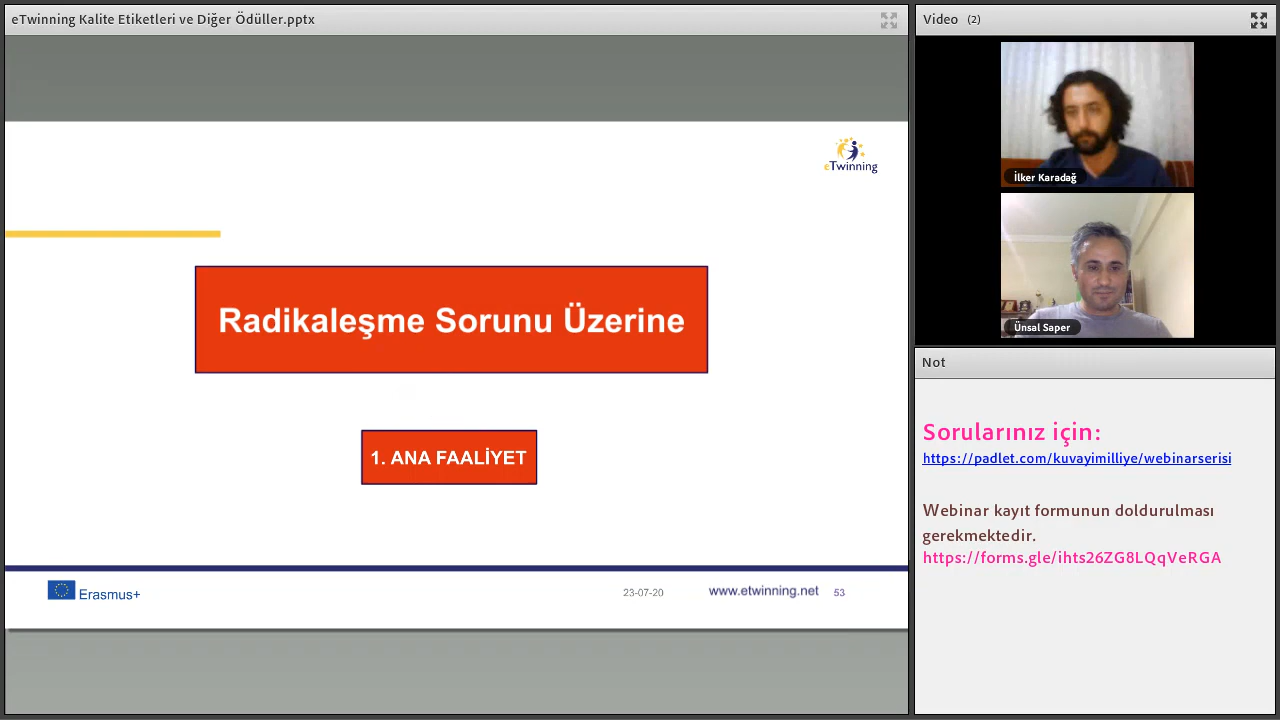 eTwinning Kalite Etiketleri ve Diğer Ödüller.pptx
eTwinning
Radikaleşme Sorunu Üzerine
1. ANA FAALİYET
Erasmus+
23-07-20
www.etwinning.net
53
Video (2)
İlker Karadağ
Ünsal Saper
Not
Sorularınız için:
https://padlet.com/kuvayimilliye/webinarserisi
Webinar kayıt formunun doldurulması
gerekmektedir.
https://forms.gle/ihts26ZG8LQqVeRGA